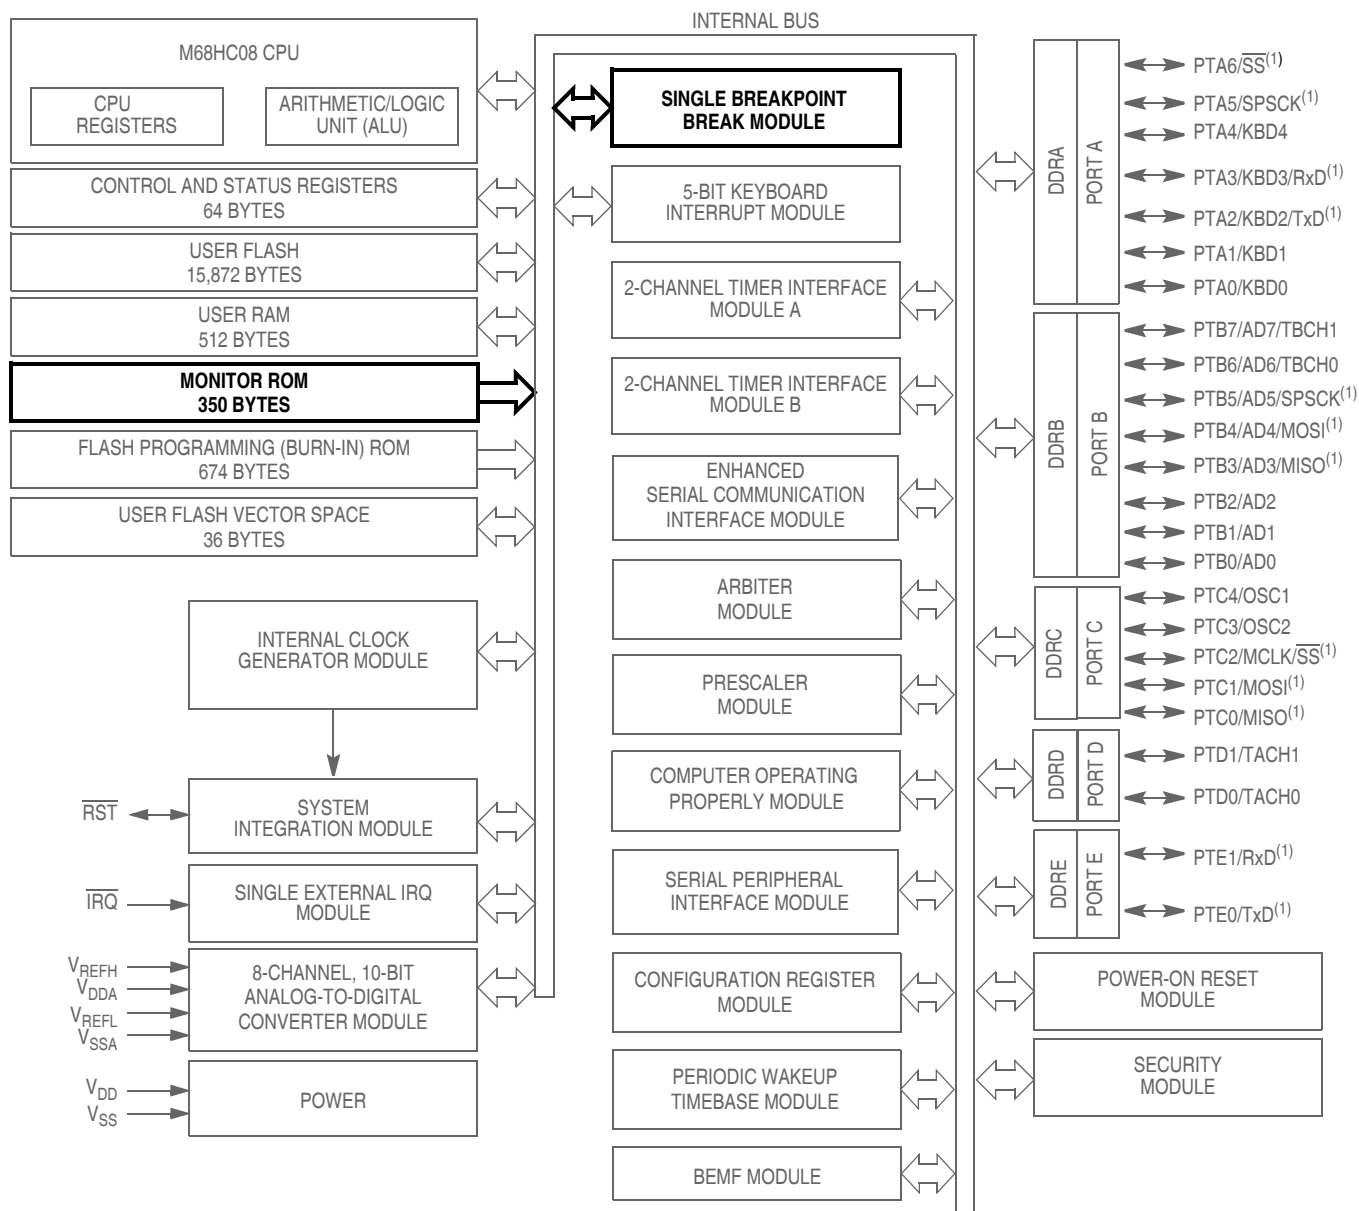 INTERNAL BUS
M68HC08 CPU
CPU
REGISTERS
ARITHMETIC/LOGIC
UNIT (ALU)
CONTROL AND STATUS REGISTERS
64 BYTES
USER FLASH
15,872 BYTES
USER RAM
512 BYTES
MONITOR ROM
350 BYTES
FLASH PROGRAMMING (BURN-IN) ROM
674 BYTES
USER FLASH VECTOR SPACE
36 BYTES
INTERNAL CLOCK
GENERATOR MODULE
R̅S̅T̅
SYSTEM
INTEGRATION MODULE
I̅R̅Q̅
SINGLE EXTERNAL IRQ
MODULE
VREFH
VDDA
VREFL
VSSA
8-CHANNEL, 10-BIT
ANALOG-TO-DIGITAL
CONVERTER MODULE
VDD
VSS
POWER
SINGLE BREAKPOINT
BREAK MODULE
5-BIT KEYBOARD
INTERRUPT MODULE
2-CHANNEL TIMER INTERFACE
MODULE A
2-CHANNEL TIMER INTERFACE
MODULE B
ENHANCED
SERIAL COMMUNICATION
INTERFACE MODULE
ARBITER
MODULE
PRESCALER
MODULE
COMPUTER OPERATING
PROPERLY MODULE
SERIAL PERIPHERAL
INTERFACE MODULE
CONFIGURATION REGISTER
MODULE
PERIODIC WAKEUP
TIMEBASE MODULE
BEMF MODULE
DDRA
PORT A
PTA6/S̅S̅(1)
PTA5/SPSCK(1)
PTA4/KBD4
PTA3/KBD3/RxD(1)
PTA2/KBD2/TxD(1)
PTA1/KBD1
PTA0/KBD0
DDRB
PORT B
PTB7/AD7/TBCH1
PTB6/AD6/TBCH0
PTB5/AD5/SPSCK(1)
PTB4/AD4/MOSI(1)
PTB3/AD3/MISO(1)
PTB2/AD2
PTB1/AD1
PTB0/AD0
DDRC
PORT C
PTC4/OSC1
PTC3/OSC2
PTC2/MCLK/S̅S̅(1)
PTC1/MOSI(1)
PTC0/MISO(1)
DDRD
PORT D
PTD1/TACH1
PTD0/TACH0
DDRE
PORT E
PTE1/RxD(1)
PTE0/TxD(1)
POWER-ON RESET
MODULE
SECURITY
MODULE